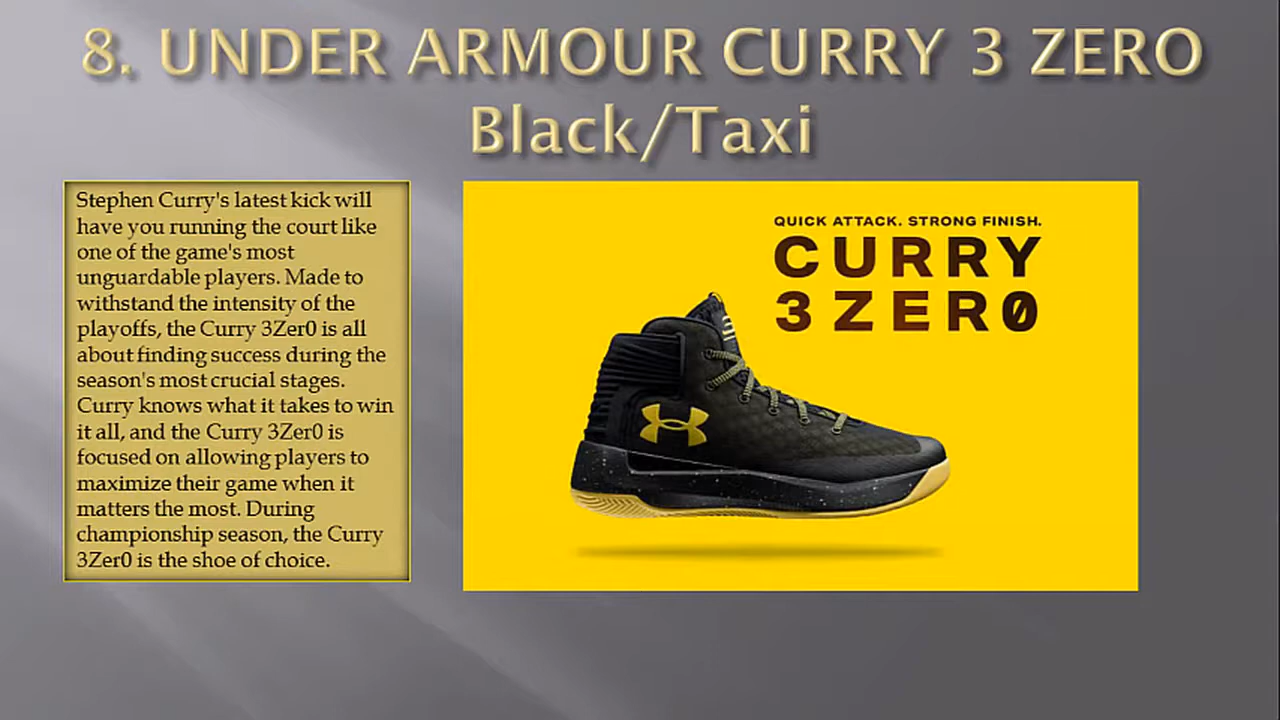 8. UNDER ARMOUR CURRY 3 ZERO
Black/Taxi
Stephen Curry's latest kick will
have you running the court like
one of the game's most
unguardable players. Made to
withstand the intensity of the
playoffs, the Curry 3Zer0 is all
about finding success during the
season's most crucial stages.
Curry knows what it takes to win
it all, and the Curry 3Zer0 is
focused on allowing players to
maximize their game when it
matters the most. During
championship season, the Curry
3Zer0 is the shoe of choice.
QUICK ATTACK. STRONG FINISH.
CURRY
3ZER0